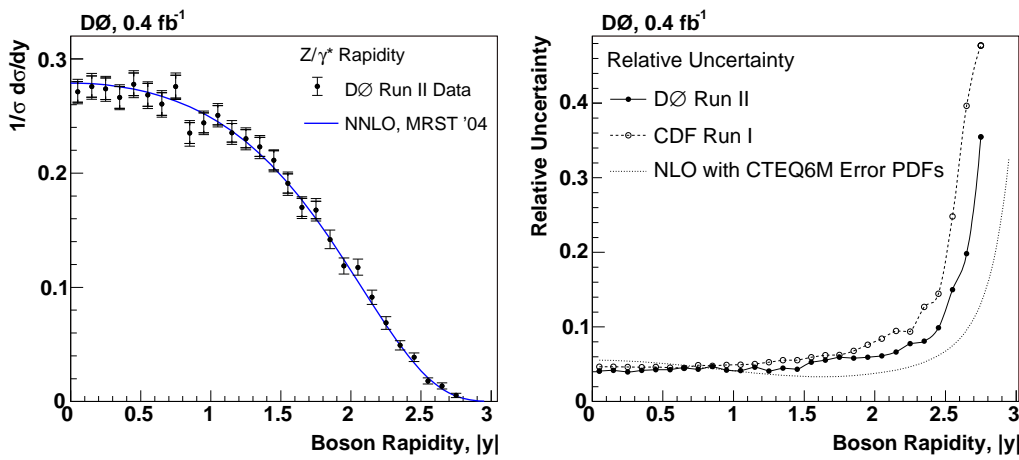 DØ, 0.4 fb⁻¹
1/σ dσ/dy
0.3
0.2
0.1
0
Z/γ* Rapidity
DØ Run II Data
NNLO, MRST '04
0 0.5 1 1.5 2 2.5 3
Boson Rapidity, |y|
DØ, 0.4 fb⁻¹
Relative Uncertainty
0.4
0.3
0.2
0.1
0
Relative Uncertainty
DØ Run II
CDF Run I
NLO with CTEQ6M Error PDFs
0 0.5 1 1.5 2 2.5 3
Boson Rapidity, |y|